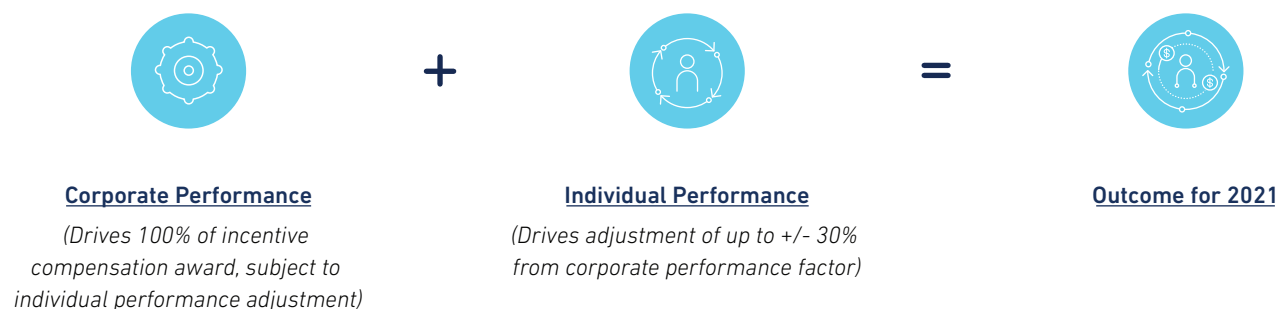 +
=
Corporate Performance
(Drives 100% of incentive
compensation award, subject to
individual performance adjustment)
Individual Performance
(Drives adjustment of up to +/- 30%
from corporate performance factor)
Outcome for 2021
$
$